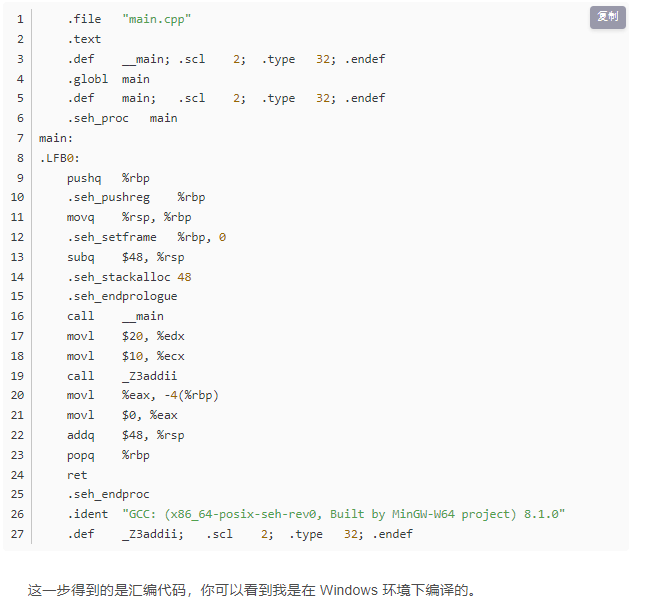 复制
1 .file "main.cpp"
2 .text
3 .def __main; .scl 2; .type 32; .endef
4 .globl main
5 .def main; .scl 2; .type 32; .endef
6 .seh_proc main
7 main:
8 .LFB0:
9 pushq %rbp
10 .seh_pushreg %rbp
11 movq %rsp, %rbp
12 .seh_setframe %rbp, 0
13 subq $48, %rsp
14 .seh_stackalloc 48
15 .seh_endprologue
16 call __main
17 movl $20, %edx
18 movl $10, %ecx
19 call _Z3addii
20 movl %eax, -4(%rbp)
21 movl $0, %eax
22 addq $48, %rsp
23 popq %rbp
24 ret
25 .seh_endproc
26 .ident "GCC: (x86_64-posix-seh-rev0, Built by MinGW-W64 project) 8.1.0"
27 .def _Z3addii; .scl 2; .type 32; .endef
这一步得到的是汇编代码，你可以看到我是在 Windows 环境下编译的。